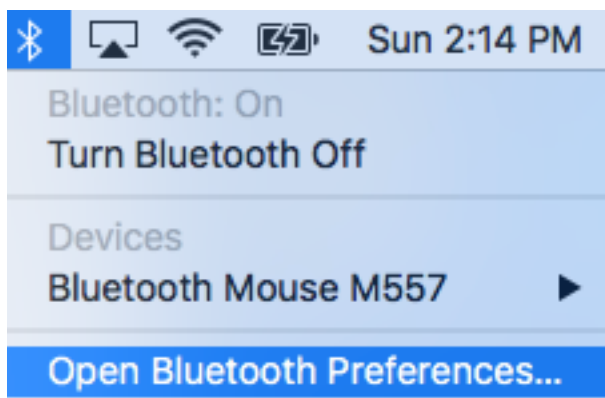 Sun 2:14 PM
Bluetooth: On
Turn Bluetooth Off
Devices
Bluetooth Mouse M557
Open Bluetooth Preferences...